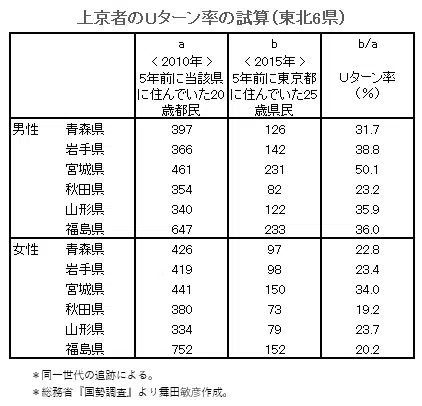 上京者のUターン率の試算（東北6県）
a b b/a
＜2010年＞ ＜2015年＞
5年前に当該県 5年前に東京都 Uターン率
に住んでいた20 に住んでいた25 （%）
歳都民 歳県民
男性 青森県 397 126 31.7
岩手県 366 142 38.8
宮城県 461 231 50.1
秋田県 354 82 23.2
山形県 340 122 35.9
福島県 647 233 36.0
女性 青森県 426 97 22.8
岩手県 419 98 23.4
宮城県 441 150 34.0
秋田県 380 73 19.2
山形県 334 79 23.7
福島県 752 152 20.2
＊同一世代の追跡による。
＊総務省『国勢調査』より舞田敏彦作成。